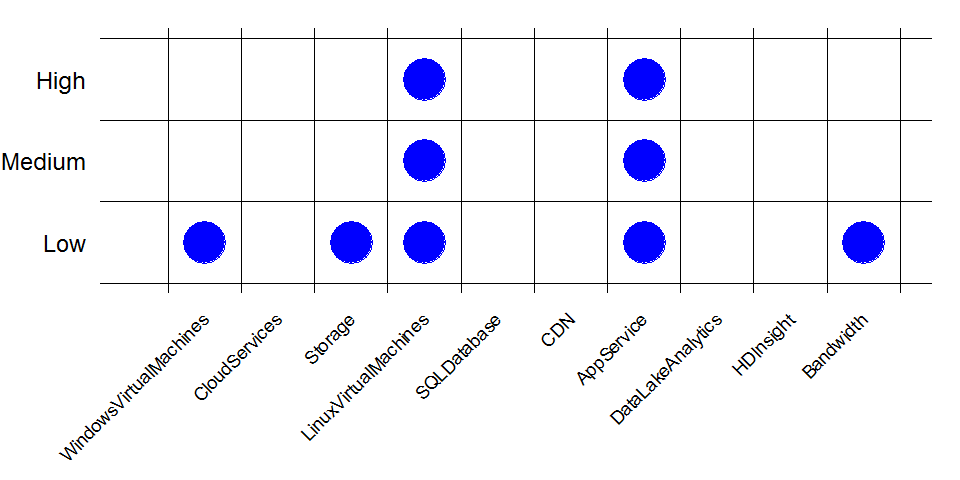 High
Medium
Low
WindowsVirtualMachines
CloudServices
Storage
LinuxVirtualMachines
SQLDatabase
CDN
AppService
DataLakeAnalytics
HDInsight
Bandwidth